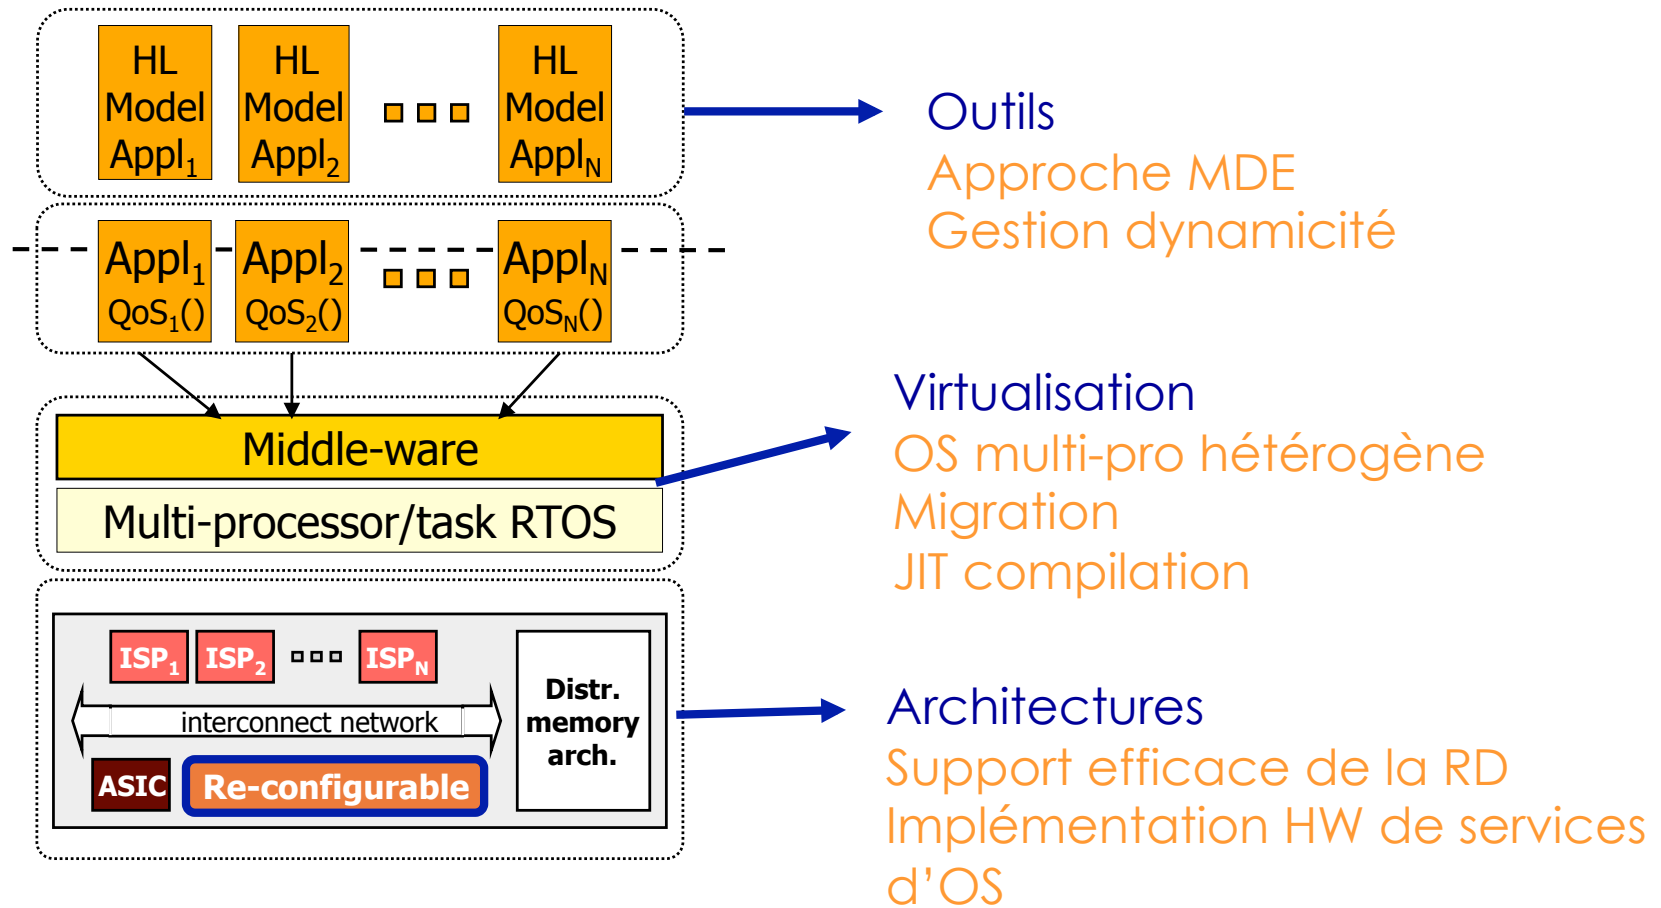 HL
Model
Appl1
HL
Model
Appl2
HL
Model
ApplN
Outils
Approche MDE
Gestion dynamicité
Appl1
QoS1()
Appl2
QoS2()
ApplN
QoSN()
Middle-ware
Multi-processor/task RTOS
Virtualisation
OS multi-pro hétérogène
Migration
JIT compilation
ISP1
ISP2
ISPN
interconnect network
ASIC
Re-configurable
Distr.
memory
arch.
Architectures
Support efficace de la RD
Implémentation HW de services
d’OS